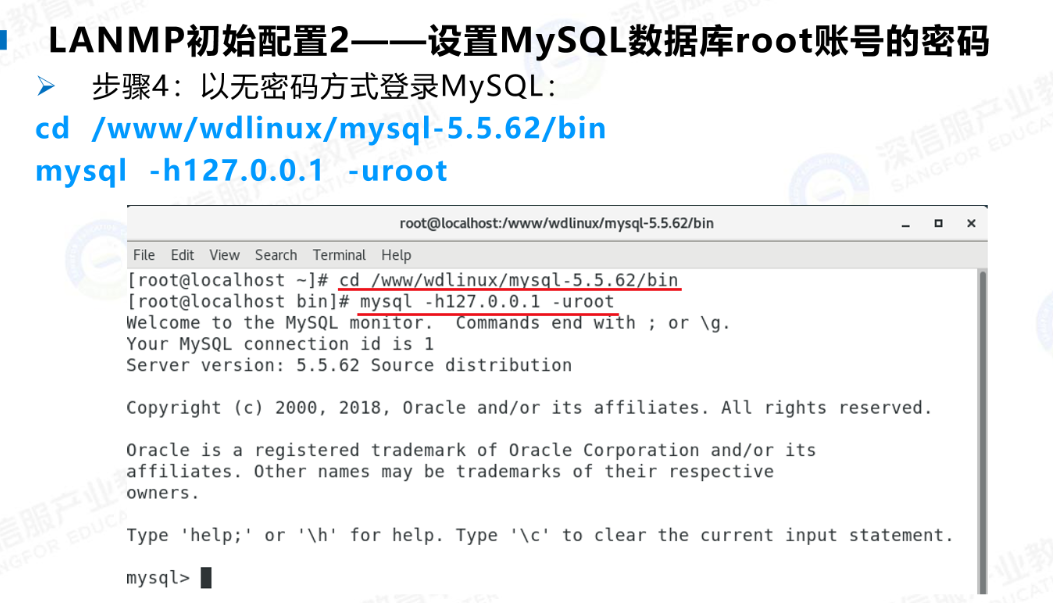 LANMP初始配置2——设置MySQL数据库root账号的密码
步骤4：以无密码方式登录MySQL：
cd /www/wdlinux/mysql-5.5.62/bin
mysql -h127.0.0.1 -uroot
root@localhost:/www/wdlinux/mysql-5.5.62/bin
File Edit View Search Terminal Help
[root@localhost ~]# cd /www/wdlinux/mysql-5.5.62/bin
[root@localhost bin]# mysql -h127.0.0.1 -uroot
Welcome to the MySQL monitor.  Commands end with ; or \g.
Your MySQL connection id is 1
Server version: 5.5.62 Source distribution
Copyright (c) 2000, 2018, Oracle and/or its affiliates. All rights reserved.
Oracle is a registered trademark of Oracle Corporation and/or its
affiliates. Other names may be trademarks of their respective
owners.
Type 'help;' or '\h' for help. Type '\c' to clear the current input statement.
mysql>
深信服产业教
SANGFOR EDUCA